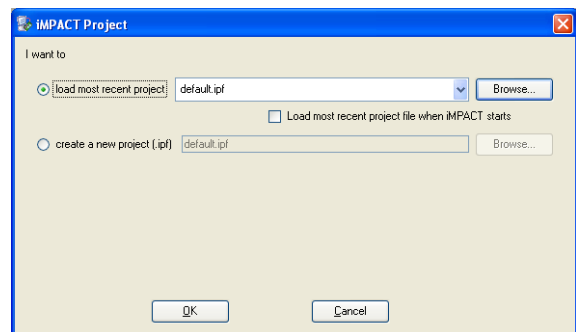 iMPACT Project
I want to
load most recent project default.ipf Browse...
Load most recent project file when iMPACT starts
create a new project (.ipf) default.ipf Browse...
OK Cancel